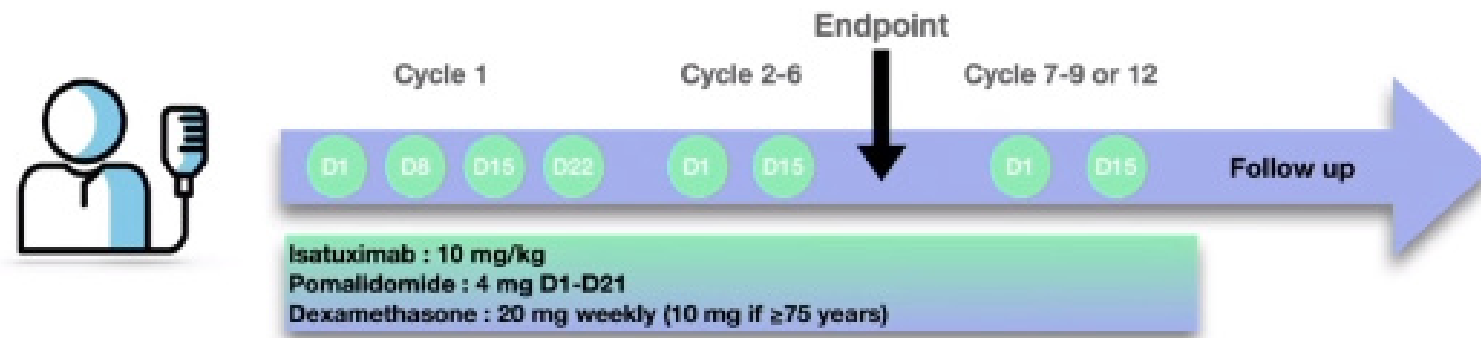 Endpoint
Cycle 1
Cycle 2-6
Cycle 7-9 or 12
D1 D8 D15 D22 D1 D15 D1 D15 Follow up
Isatuximab : 10 mg/kg
Pomalidomide : 4 mg D1-D21
Dexamethasone : 20 mg weekly (10 mg if ≥75 years)